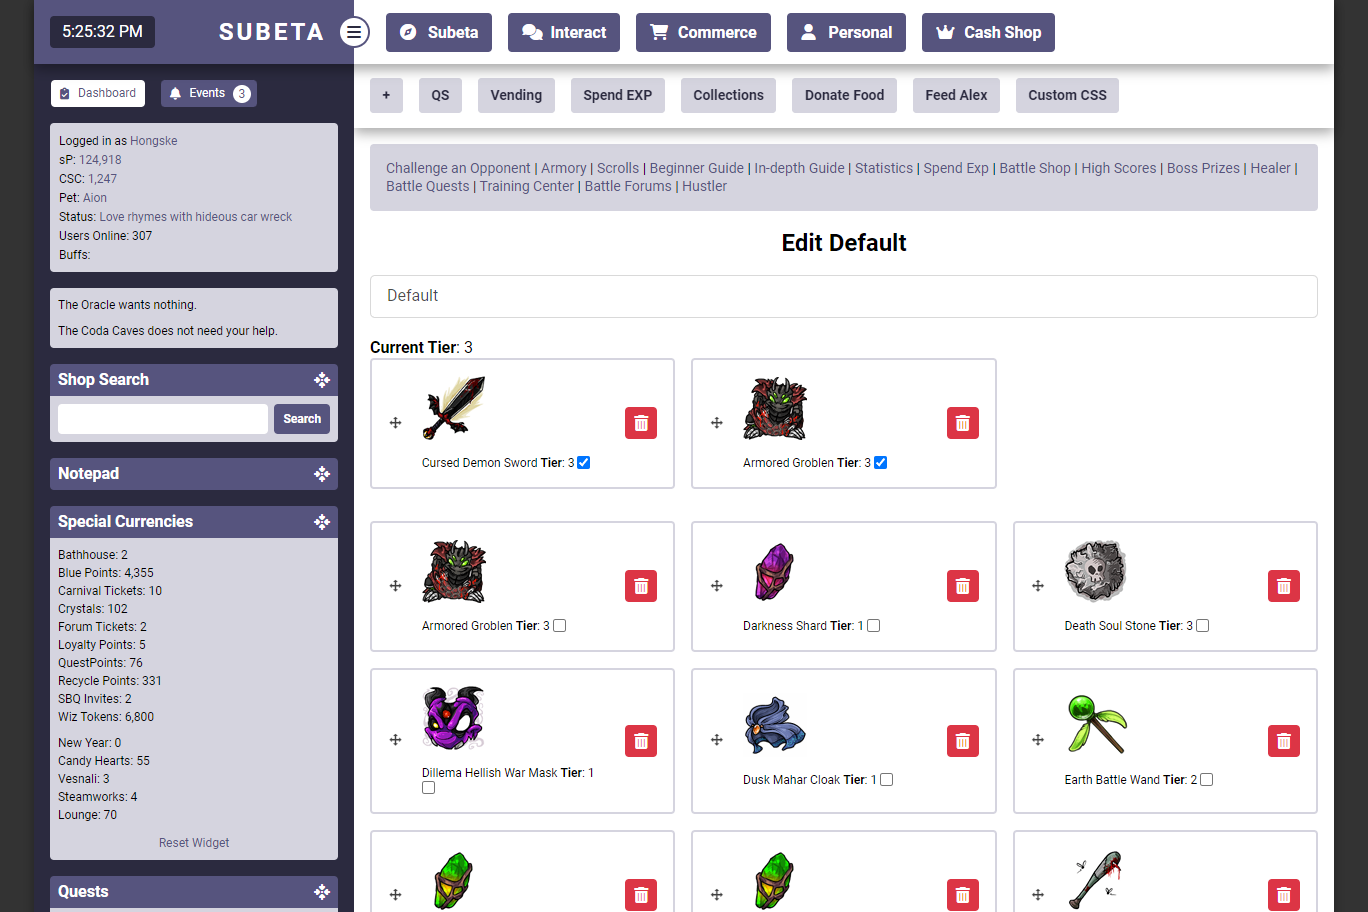 5:25:32 PM
SUBETA
Subeta
Interact
Commerce
Personal
Cash Shop
Dashboard
Events 3
+
QS
Vending
Spend EXP
Collections
Donate Food
Feed Alex
Custom CSS
Logged in as Hongske
sP: 124,918
CSC: 1,247
Pet: Aion
Status: Love rhymes with hideous car wreck
Users Online: 307
Buffs:
The Oracle wants nothing.
The Coda Caves does not need your help.
Shop Search
Search
Notepad
Special Currencies
Bathhouse: 2
Blue Points: 4,355
Carnival Tickets: 10
Crystals: 102
Forum Tickets: 2
Loyalty Points: 5
QuestPoints: 76
Recycle Points: 331
SBQ Invites: 2
Wiz Tokens: 6,800
New Year: 0
Candy Hearts: 55
Vesnali: 3
Steamworks: 4
Lounge: 70
Reset Widget
Quests
Challenge an Opponent | Armory | Scrolls | Beginner Guide | In-depth Guide | Statistics | Spend Exp | Battle Shop | High Scores | Boss Prizes | Healer |
Battle Quests | Training Center | Battle Forums | Hustler
Edit Default
Default
Current Tier: 3
Cursed Demon Sword Tier: 3
Armored Groblen Tier: 3
Armored Groblen Tier: 3
Darkness Shard Tier: 1
Death Soul Stone Tier: 3
Dillema Hellish War Mask Tier: 1
Dusk Mahar Cloak Tier: 1
Earth Battle Wand Tier: 2